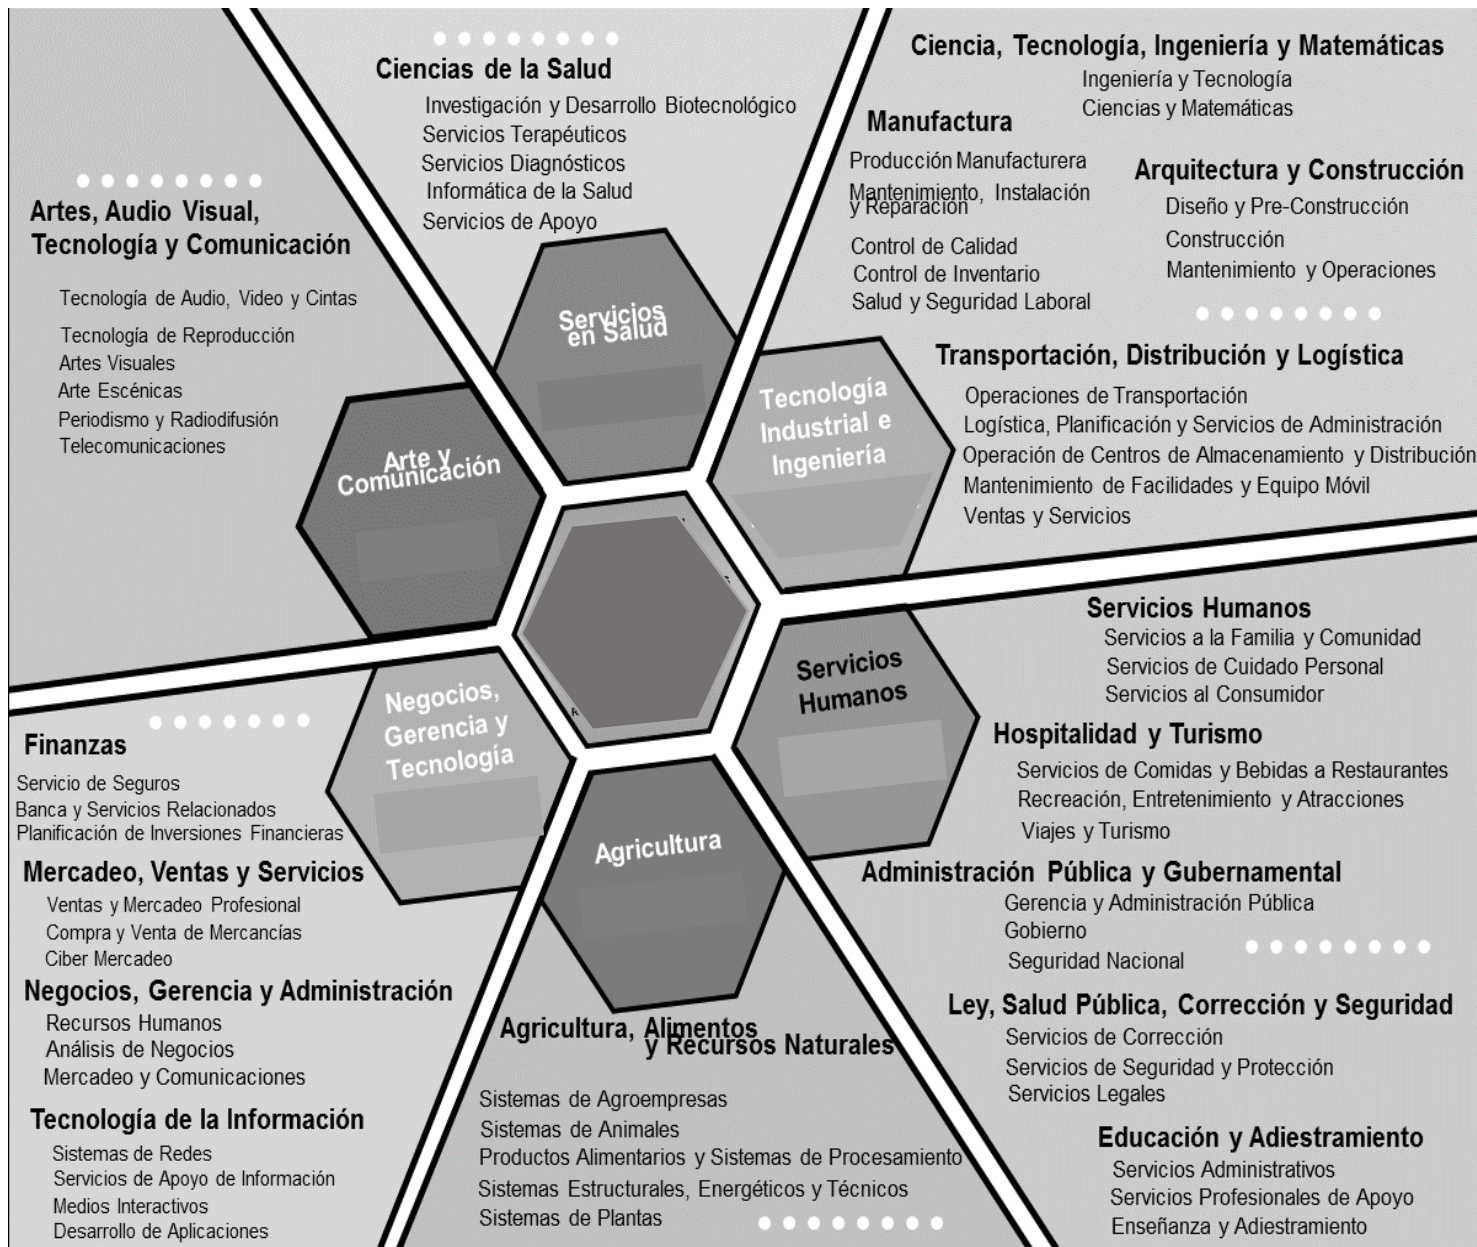 Ciencias de la Salud
Investigación y Desarrollo Biotecnológico
Servicios Terapéuticos
Servicios Diagnósticos
Informática de la Salud
Servicios de Apoyo
Servicios
en Salud
Ciencia, Tecnología, Ingeniería y Matemáticas
Ingeniería y Tecnología
Ciencias y Matemáticas
Manufactura
Producción Manufacturera
Mantenimiento, Instalación
y Reparación
Control de Calidad
Control de Inventario
Salud y Seguridad Laboral
Arquitectura y Construcción
Diseño y Pre-Construcción
Construcción
Mantenimiento y Operaciones
Transportación, Distribución y Logística
Operaciones de Transportación
Logística, Planificación y Servicios de Administración
Operación de Centros de Almacenamiento y Distribución
Mantenimiento de Facilidades y Equipo Móvil
Ventas y Servicios
Tecnología
Industrial e
Ingeniería
Artes, Audio Visual,
Tecnología y Comunicación
Tecnología de Audio, Video y Cintas
Tecnología de Reproducción
Artes Visuales
Arte Escénicas
Periodismo y Radiodifusión
Telecomunicaciones
Arte y
Comunicación
Servicios
Humanos
Servicios Humanos
Servicios a la Familia y Comunidad
Servicios de Cuidado Personal
Servicios al Consumidor
Hospitalidad y Turismo
Servicios de Comidas y Bebidas a Restaurantes
Recreación, Entretenimiento y Atracciones
Viajes y Turismo
Administración Pública y Gubernamental
Gerencia y Administración Pública
Gobierno
Seguridad Nacional
Ley, Salud Pública, Corrección y Seguridad
Servicios de Corrección
Servicios de Seguridad y Protección
Servicios Legales
Educación y Adiestramiento
Servicios Administrativos
Servicios Profesionales de Apoyo
Enseñanza y Adiestramiento
Negocios,
Gerencia y
Tecnología
Finanzas
Servicio de Seguros
Banca y Servicios Relacionados
Planificación de Inversiones Financieras
Mercadeo, Ventas y Servicios
Ventas y Mercadeo Profesional
Compra y Venta de Mercancías
Ciber Mercadeo
Negocios, Gerencia y Administración
Recursos Humanos
Análisis de Negocios
Mercadeo y Comunicaciones
Tecnología de la Información
Sistemas de Redes
Servicios de Apoyo de Información
Medios Interactivos
Desarrollo de Aplicaciones
Agricultura
Agricultura, Alimentos
y Recursos Naturales
Sistemas de Agroempresas
Sistemas de Animales
Productos Alimentarios y Sistemas de Procesamiento
Sistemas Estructurales, Energéticos y Técnicos
Sistemas de Plantas